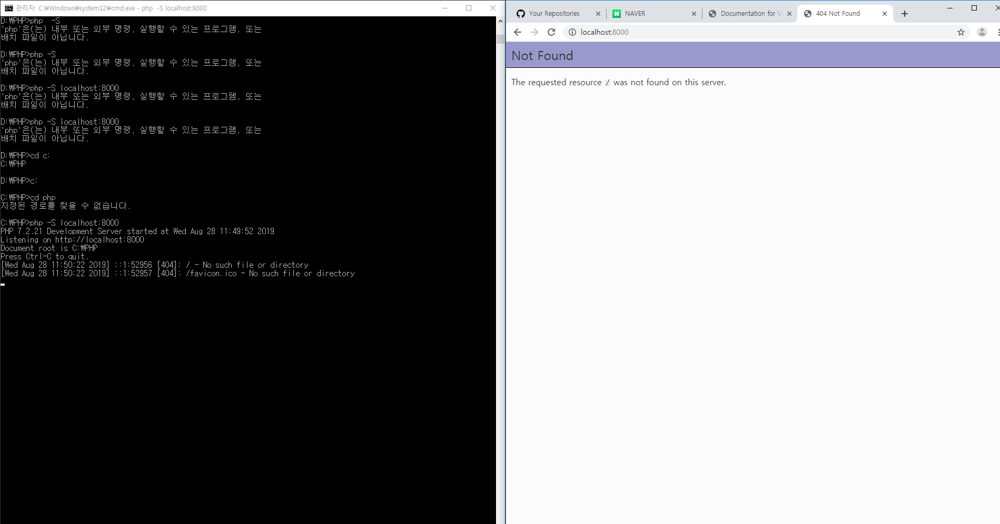 관리자: C:₩Windows₩system32₩cmd.exe - php  -S localhost:8000
D:₩PHP>php  -S
'php'은(는) 내부 또는 외부 명령, 실행할 수 있는 프로그램, 또는
배치 파일이 아닙니다.
D:₩PHP>php -S
'php'은(는) 내부 또는 외부 명령, 실행할 수 있는 프로그램, 또는
배치 파일이 아닙니다.
D:₩PHP>php -S localhost:8000
'php'은(는) 내부 또는 외부 명령, 실행할 수 있는 프로그램, 또는
배치 파일이 아닙니다.
D:₩PHP>php -S localhost:8000
'php'은(는) 내부 또는 외부 명령, 실행할 수 있는 프로그램, 또는
배치 파일이 아닙니다.
D:₩PHP>cd c:
C:₩PHP
D:₩PHP>c:
C:₩PHP>cd php
지정된 경로를 찾을 수 없습니다.
C:₩PHP>php -S localhost:8000
PHP 7.2.21 Development Server started at Wed Aug 28 11:49:52 2019
Listening on http://localhost:8000
Document root is C:₩PHP
Press Ctrl-C to quit.
[Wed Aug 28 11:50:22 2019] ::1:52956 [404]: / - No such file or directory
[Wed Aug 28 11:50:22 2019] ::1:52957 [404]: /favicon.ico - No such file or directory
Your Repositories
NAVER
Documentation for V
404 Not Found
localhost:8000
Not Found
The requested resource / was not found on this server.